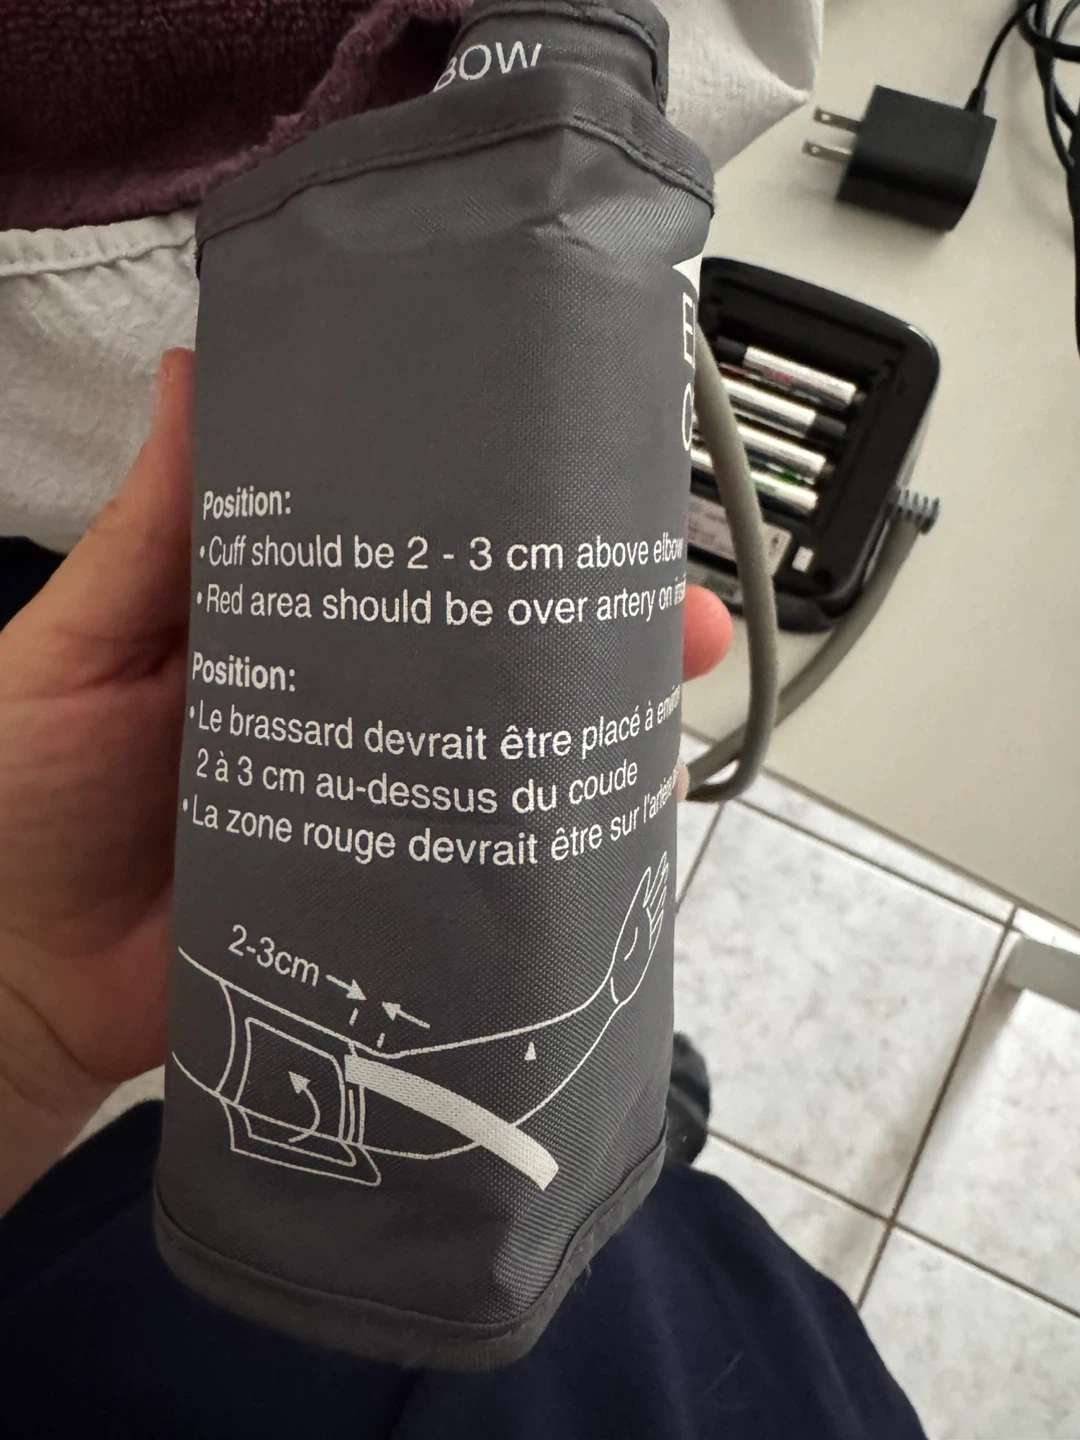 BOW
E
Position:
•Cuff should be 2 - 3 cm above elbow
•Red area should be over artery on
Position:
•Le brassard devrait être placé à
2 à 3 cm au-dessus du coude
•La zone rouge devrait être sur l'artère
2-3cm